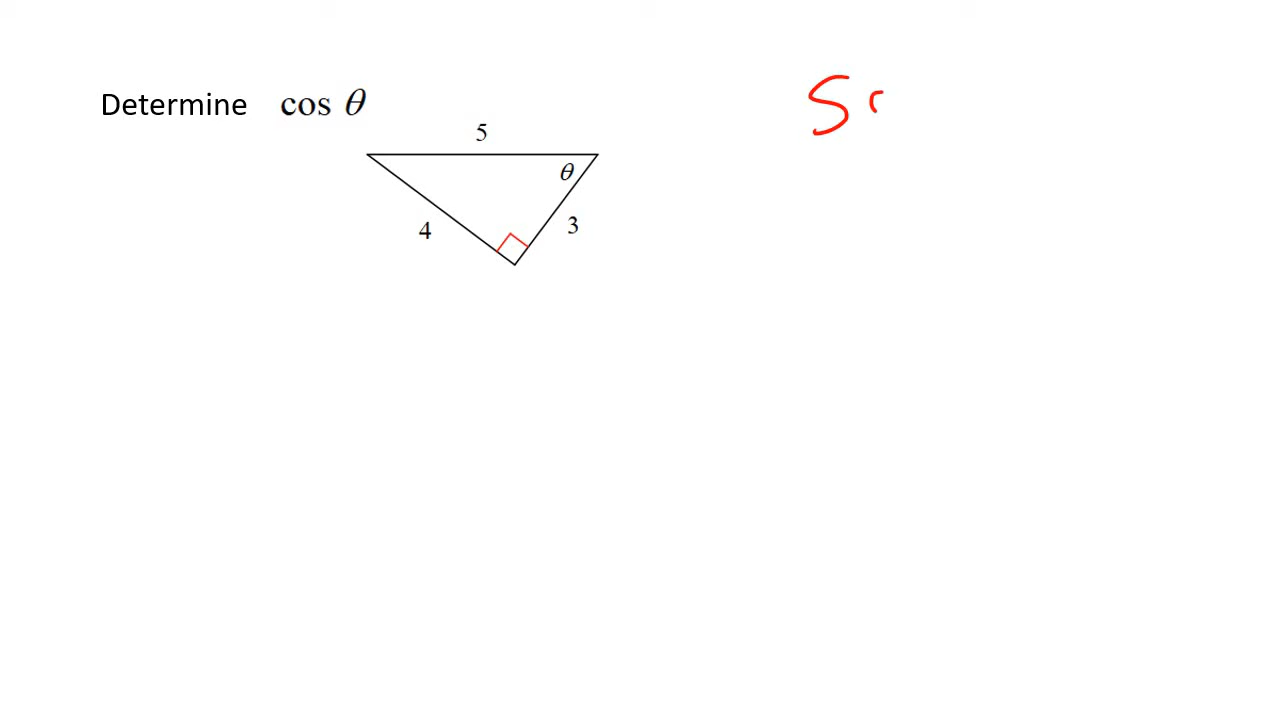 Determine cos θ
5
θ
4
3
S